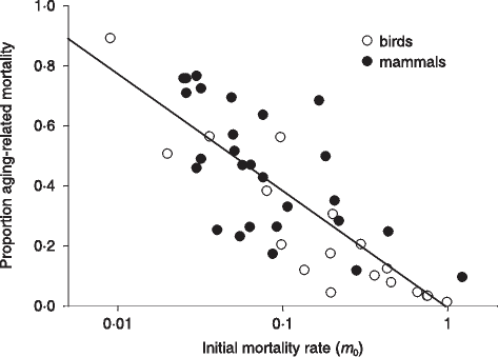 1·0
0·8
0·6
0·4
0·2
0·0
Proportion aging-related mortality
birds
mammals
0·01
0·1
1
Initial mortality rate (m₀)